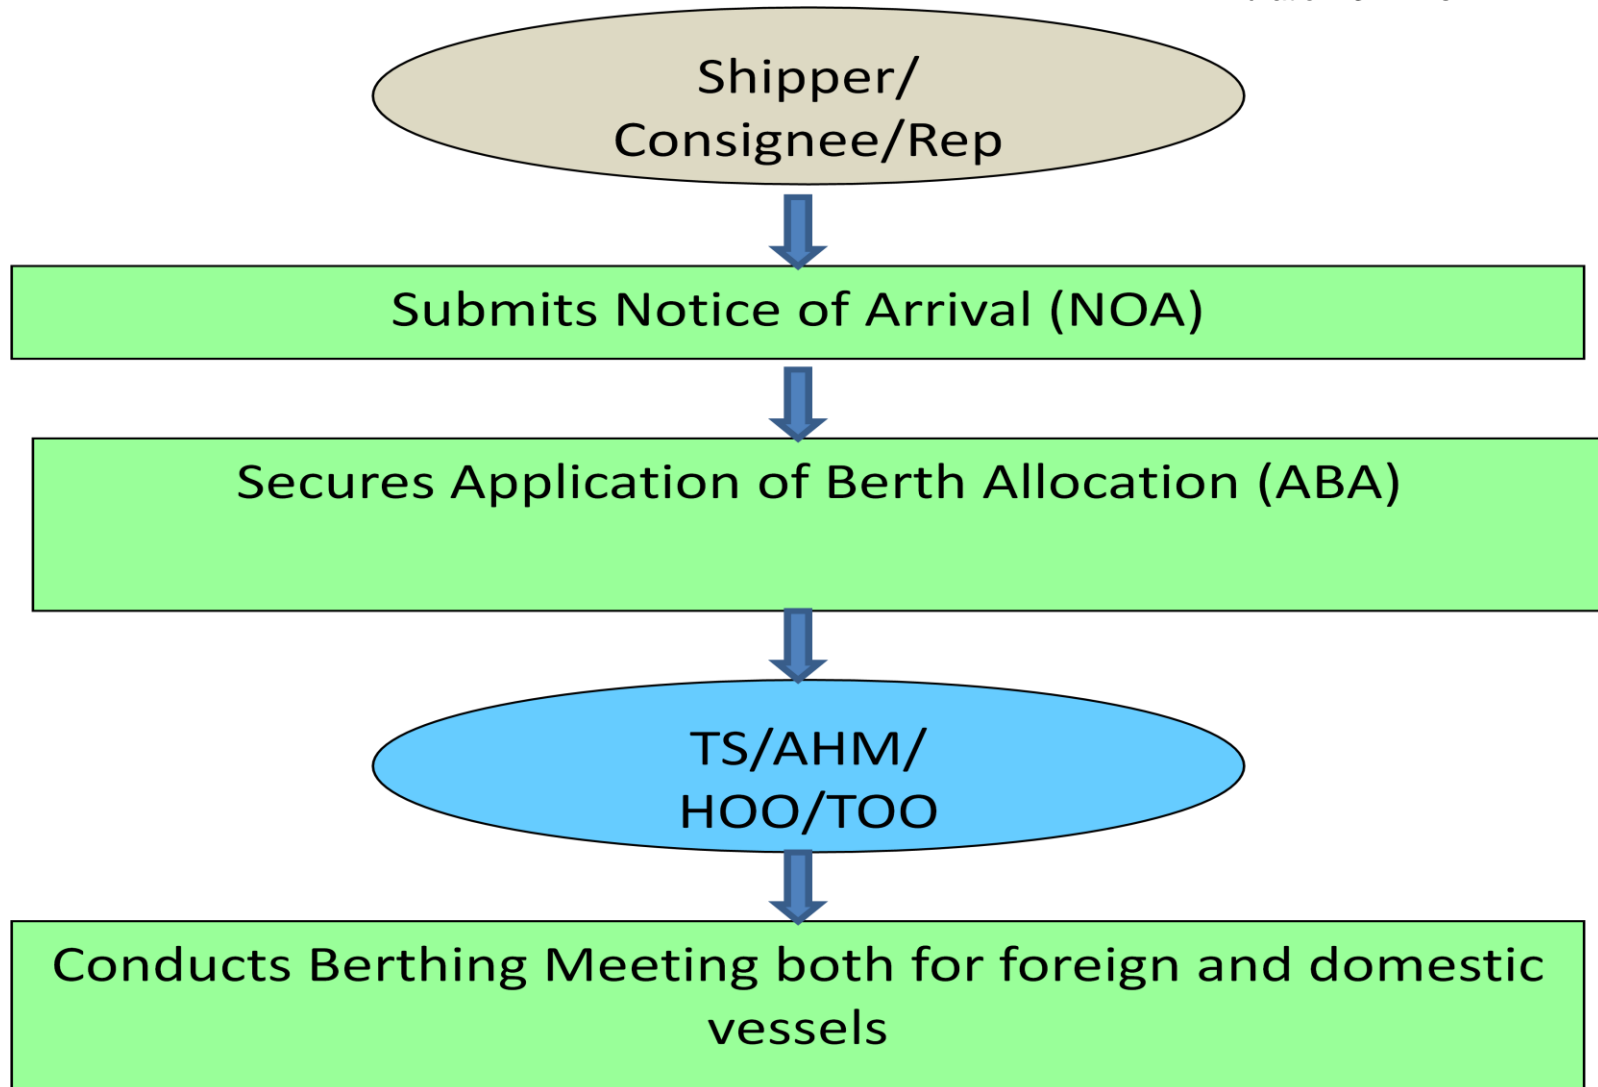 Shipper/
Consignee/Rep
Submits Notice of Arrival (NOA)
Secures Application of Berth Allocation (ABA)
TS/AHM/
HOO/TOO
Conducts Berthing Meeting both for foreign and domestic
vessels